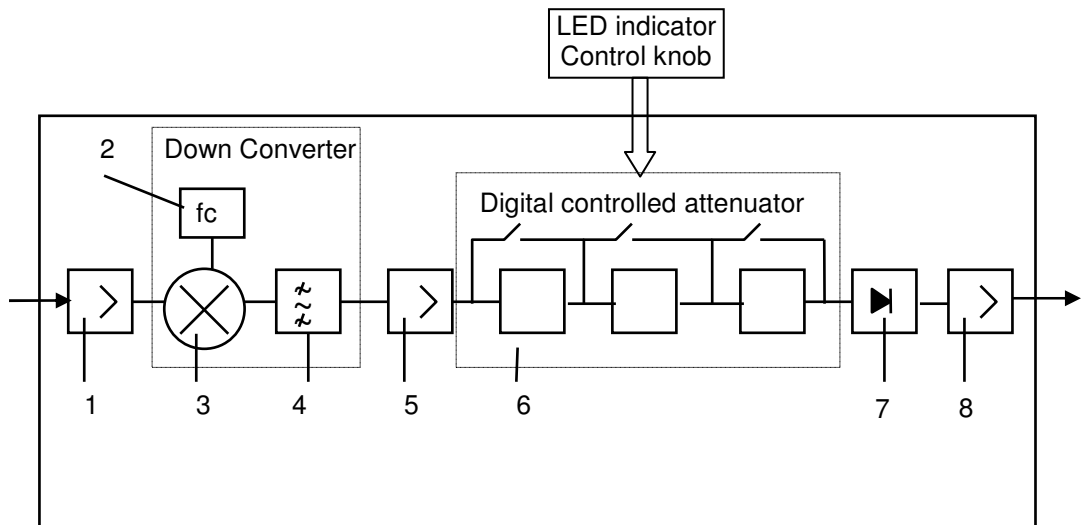 LED indicator
Control knob
2
Down Converter
fc
Digital controlled attenuator
1
3
4
5
6
7
8